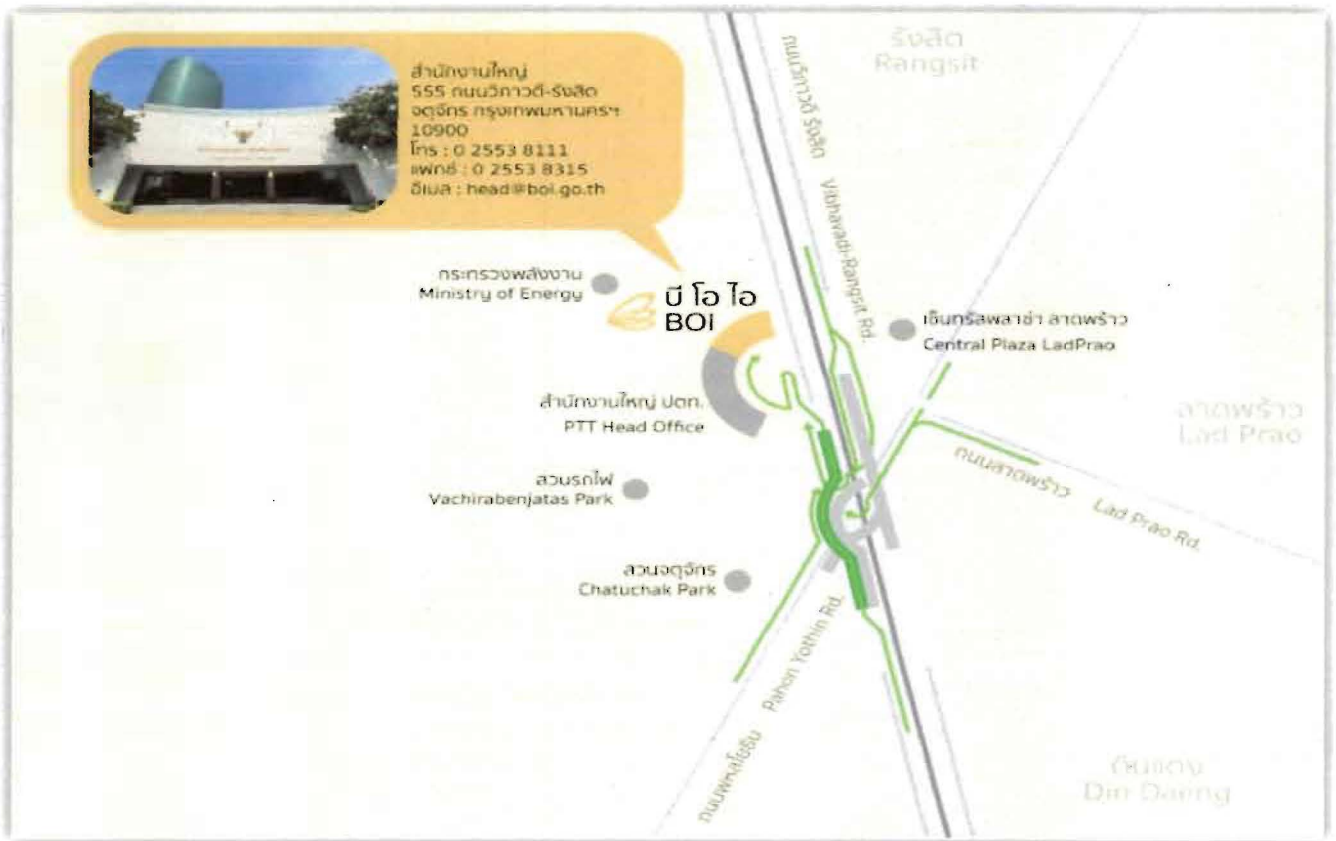 สำนักงานใหญ่
555 ถนนวิภาวดี-รังสิต
จตุจักร กรุงเทพมหานครฯ
10900
โทร : 0 2553 8111
แฟกซ์ : 0 2553 8315
อีเมล : head@boi.go.th
รังสิต
Rangsit
ถนนวิภาวดี รังสิต Vibhavadi-Rangsit Rd.
กระทรวงพลังงาน
Ministry of Energy
บี โอ ไอ
BOI
เซ็นทรัลพลาซ่า ลาดพร้าว
Central Plaza LadPrao
สำนักงานใหญ่ ปตท.
PTT Head Office
ลาดพร้าว
Lad Prao
ถนนลาดพร้าว Lad Prao Rd.
สวนรถไฟ
Vachirabenjatas Park
สวนจตุจักร
Chatuchak Park
ถนนพหลโยธิน Pahon Yothin Rd.
ดินแดง
Din Daeng